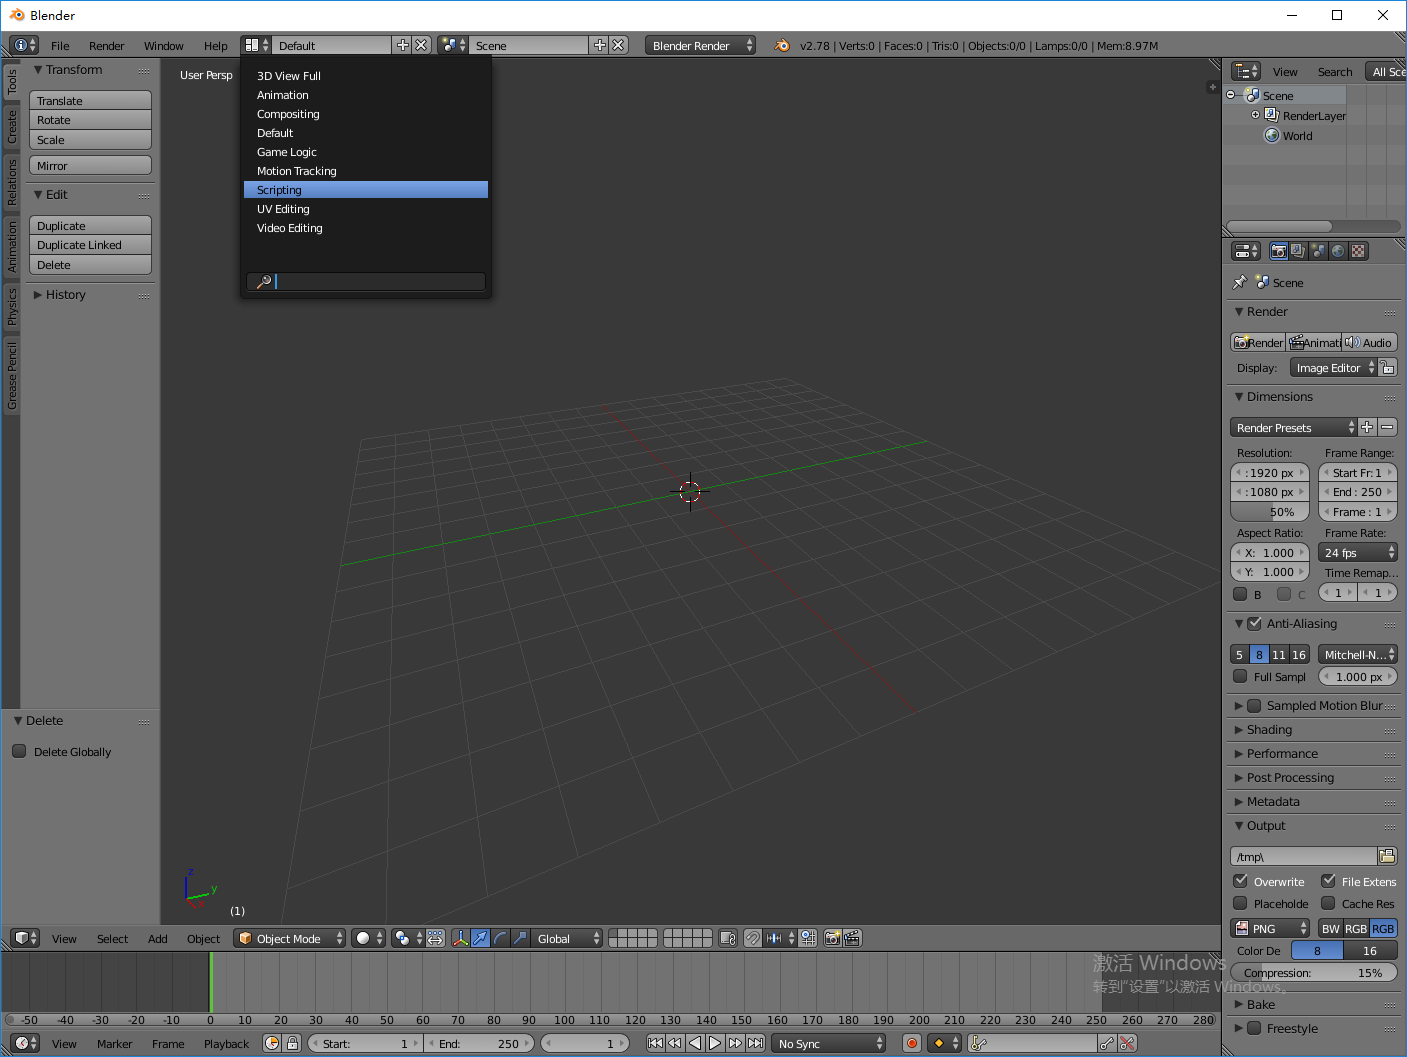 Blender
File Render Window Help Default Scene Blender Render v2.78 | Verts:0 | Faces:0 | Tris:0 | Objects:0/0 | Lamps:0/0 | Mem:8.97M
Tools
Create
Relations
Animation
Physics
Grease Pencil
Transform
Translate
Rotate
Scale
Mirror
Edit
Duplicate
Duplicate Linked
Delete
History
Delete
Delete Globally
User Persp
3D View Full
Animation
Compositing
Default
Game Logic
Motion Tracking
Scripting
UV Editing
Video Editing
z
y
x
(1)
View Select Add Object Object Mode Global
View Search All Sce
Scene
RenderLayer
World
Scene
Render
Render Animati Audio
Display: Image Editor
Dimensions
Render Presets
Resolution: Frame Range:
: 1920 px Start Fr: 1
: 1080 px End : 250
50% Frame : 1
Aspect Ratio: Frame Rate:
X: 1.000 24 fps
Y: 1.000 Time Remap...
B C 1 1
Anti-Aliasing
5 8 11 16 Mitchell-N...
Full Sampl 1.000 px
Sampled Motion Blur
Shading
Performance
Post Processing
Metadata
Output
/tmp\
Overwrite File Extens
Placeholde Cache Res
PNG BW RGB RGB
Color De 8 16
Compression: 15%
Bake
Freestyle
激活 Windows
转到"设置"以激活 Windows。
-50 -40 -30 -20 -10 0 10 20 30 40 50 60 70 80 90 100 110 120 130 140 150 160 170 180 190 200 210 220 230 240 250 260 270 280
View Marker Frame Playback Start: 1 End: 250 1 No Sync